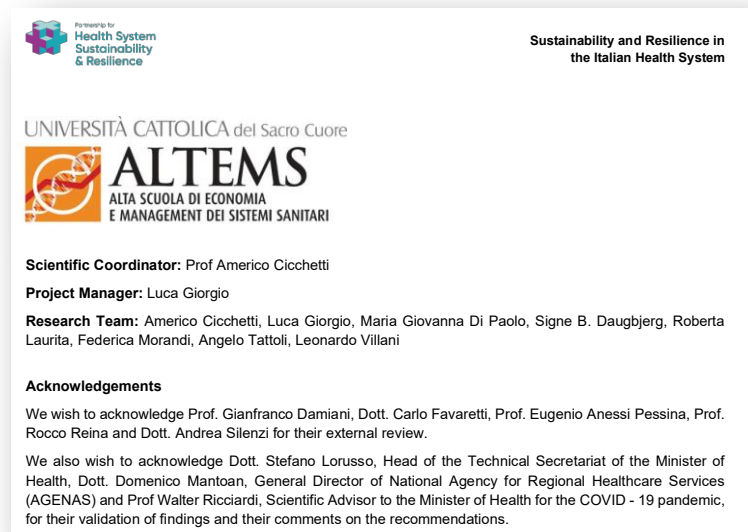 Partnership for
Health System
Sustainability
& Resilience
Sustainability and Resilience in
the Italian Health System
UNIVERSITÀ CATTOLICA del Sacro Cuore
ALTEMS
ALTA SCUOLA DI ECONOMIA
E MANAGEMENT DEI SISTEMI SANITARI
Scientific Coordinator: Prof Americo Cicchetti
Project Manager: Luca Giorgio
Research Team: Americo Cicchetti, Luca Giorgio, Maria Giovanna Di Paolo, Signe B. Daugbjerg, Roberta
Laurita, Federica Morandi, Angelo Tattoli, Leonardo Villani
Acknowledgements
We wish to acknowledge Prof. Gianfranco Damiani, Dott. Carlo Favaretti, Prof. Eugenio Anessi Pessina, Prof.
Rocco Reina and Dott. Andrea Silenzi for their external review.
We also wish to acknowledge Dott. Stefano Lorusso, Head of the Technical Secretariat of the Minister of
Health, Dott. Domenico Mantoan, General Director of National Agency for Regional Healthcare Services
(AGENAS) and Prof Walter Ricciardi, Scientific Advisor to the Minister of Health for the COVID - 19 pandemic,
for their validation of findings and their comments on the recommendations.